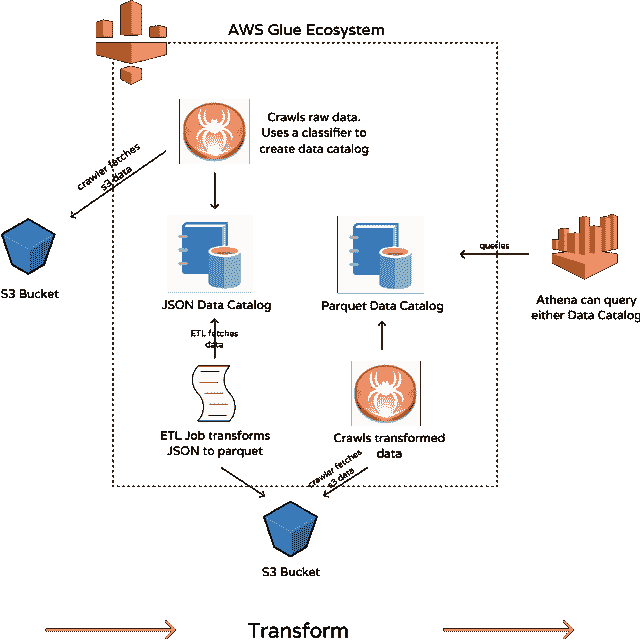 AWS Glue Ecosystem
Crawls raw data.
Uses a classifier to
create data catalog
crawler fetches
s3 data
S3 Bucket
JSON Data Catalog
Parquet Data Catalog
queries
Athena can query
either Data Catalog
ETL fetches
data
ETL Job transforms
JSON to parquet
Crawls transformed
data
crawler fetches
s3 data
S3 Bucket
Transform